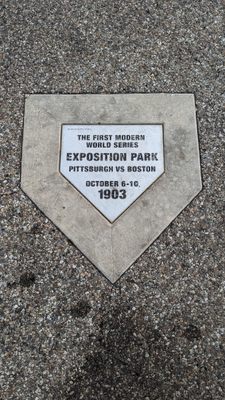 THE FIRST MODERN
WORLD SERIES
EXPOSITION PARK
PITTSBURGH VS BOSTON
OCTOBER 6-10,
1903